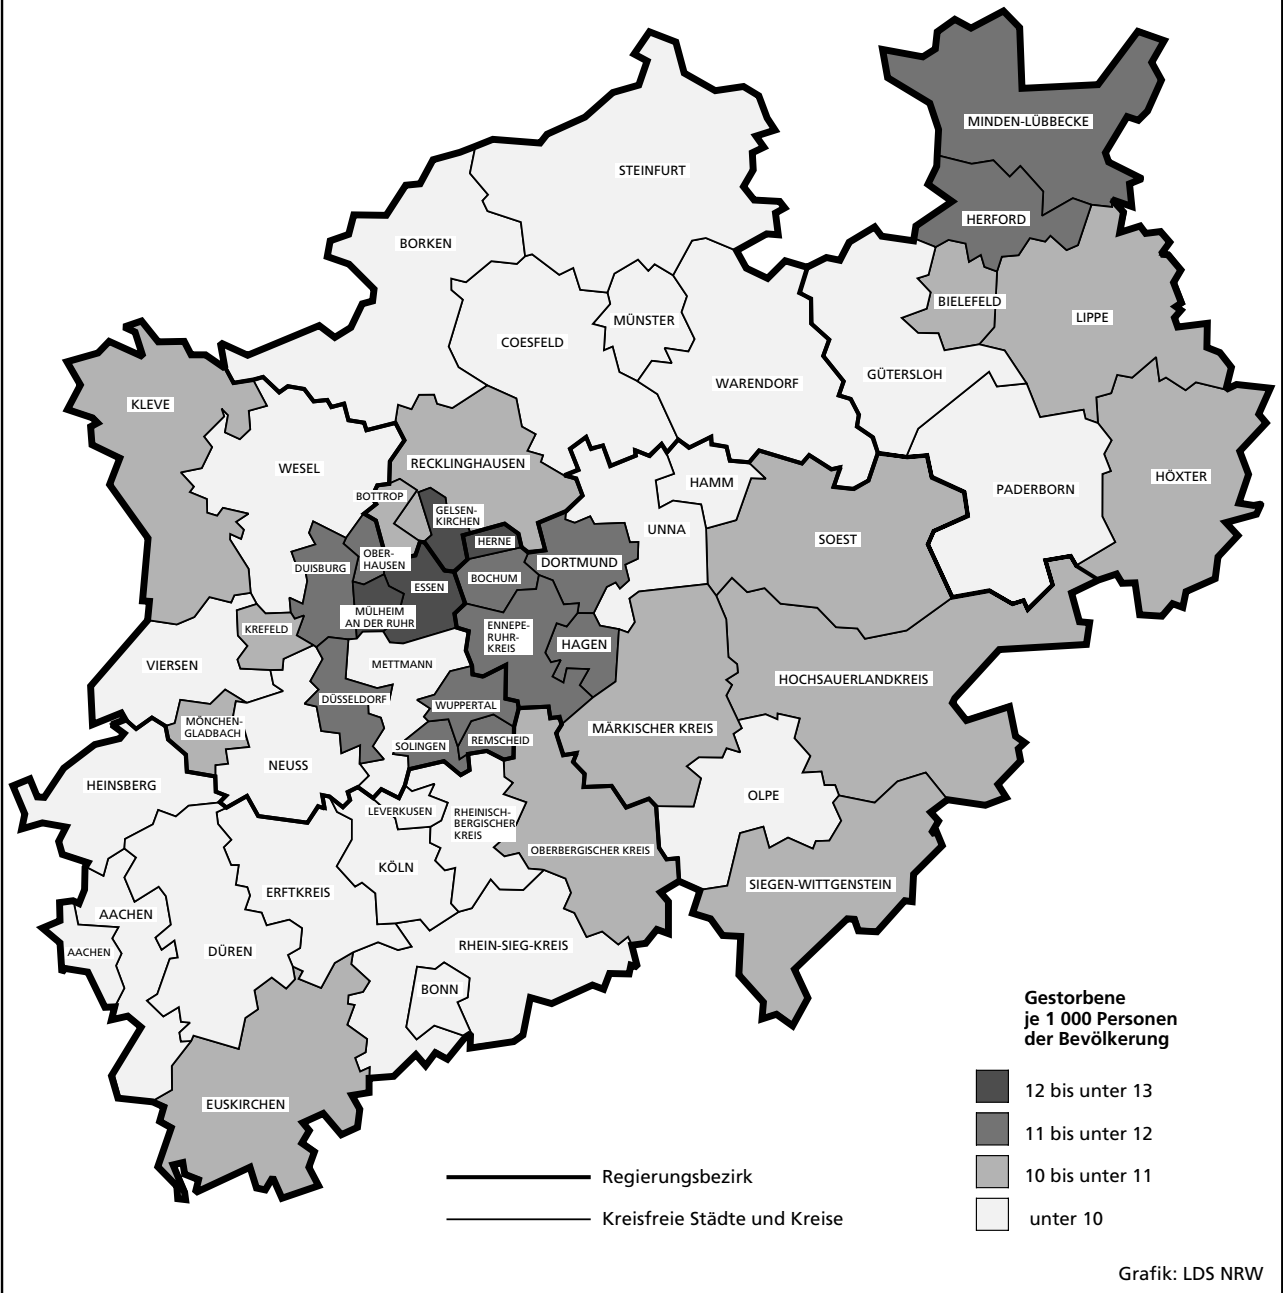 MINDEN-LÜBBECKE
STEINFURT
HERFORD
BORKEN
BIELEFELD
LIPPE
MÜNSTER
COESFELD
GÜTERSLOH
WARENDORF
KLEVE
RECKLINGHAUSEN
WESEL
HÖXTER
HAMM
PADERBORN
BOTTROP
GELSEN-
KIRCHEN
UNNA
SOEST
HERNE
OBER-
HAUSEN
DORTMUND
DUISBURG
BOCHUM
ESSEN
MÜLHEIM
AN DER RUHR
KREFELD
ENNEPE-
RUHR-
KREIS
HAGEN
VIERSEN
METTMANN
HOCHSAUERLANDKREIS
DÜSSELDORF
WUPPERTAL
MÖNCHEN-
GLADBACH
MÄRKISCHER KREIS
SOLINGEN
REMSCHEID
NEUSS
HEINSBERG
OLPE
LEVERKUSEN
RHEINISCH-
BERGISCHER
KREIS
OBERBERGISCHER KREIS
KÖLN
SIEGEN-WITTGENSTEIN
ERFTKREIS
AACHEN
RHEIN-SIEG-KREIS
DÜREN
AACHEN
BONN
EUSKIRCHEN
Gestorbene
je 1 000 Personen
der Bevölkerung
12 bis unter 13
11 bis unter 12
10 bis unter 11
unter 10
Regierungsbezirk
Kreisfreie Städte und Kreise
Grafik: LDS NRW